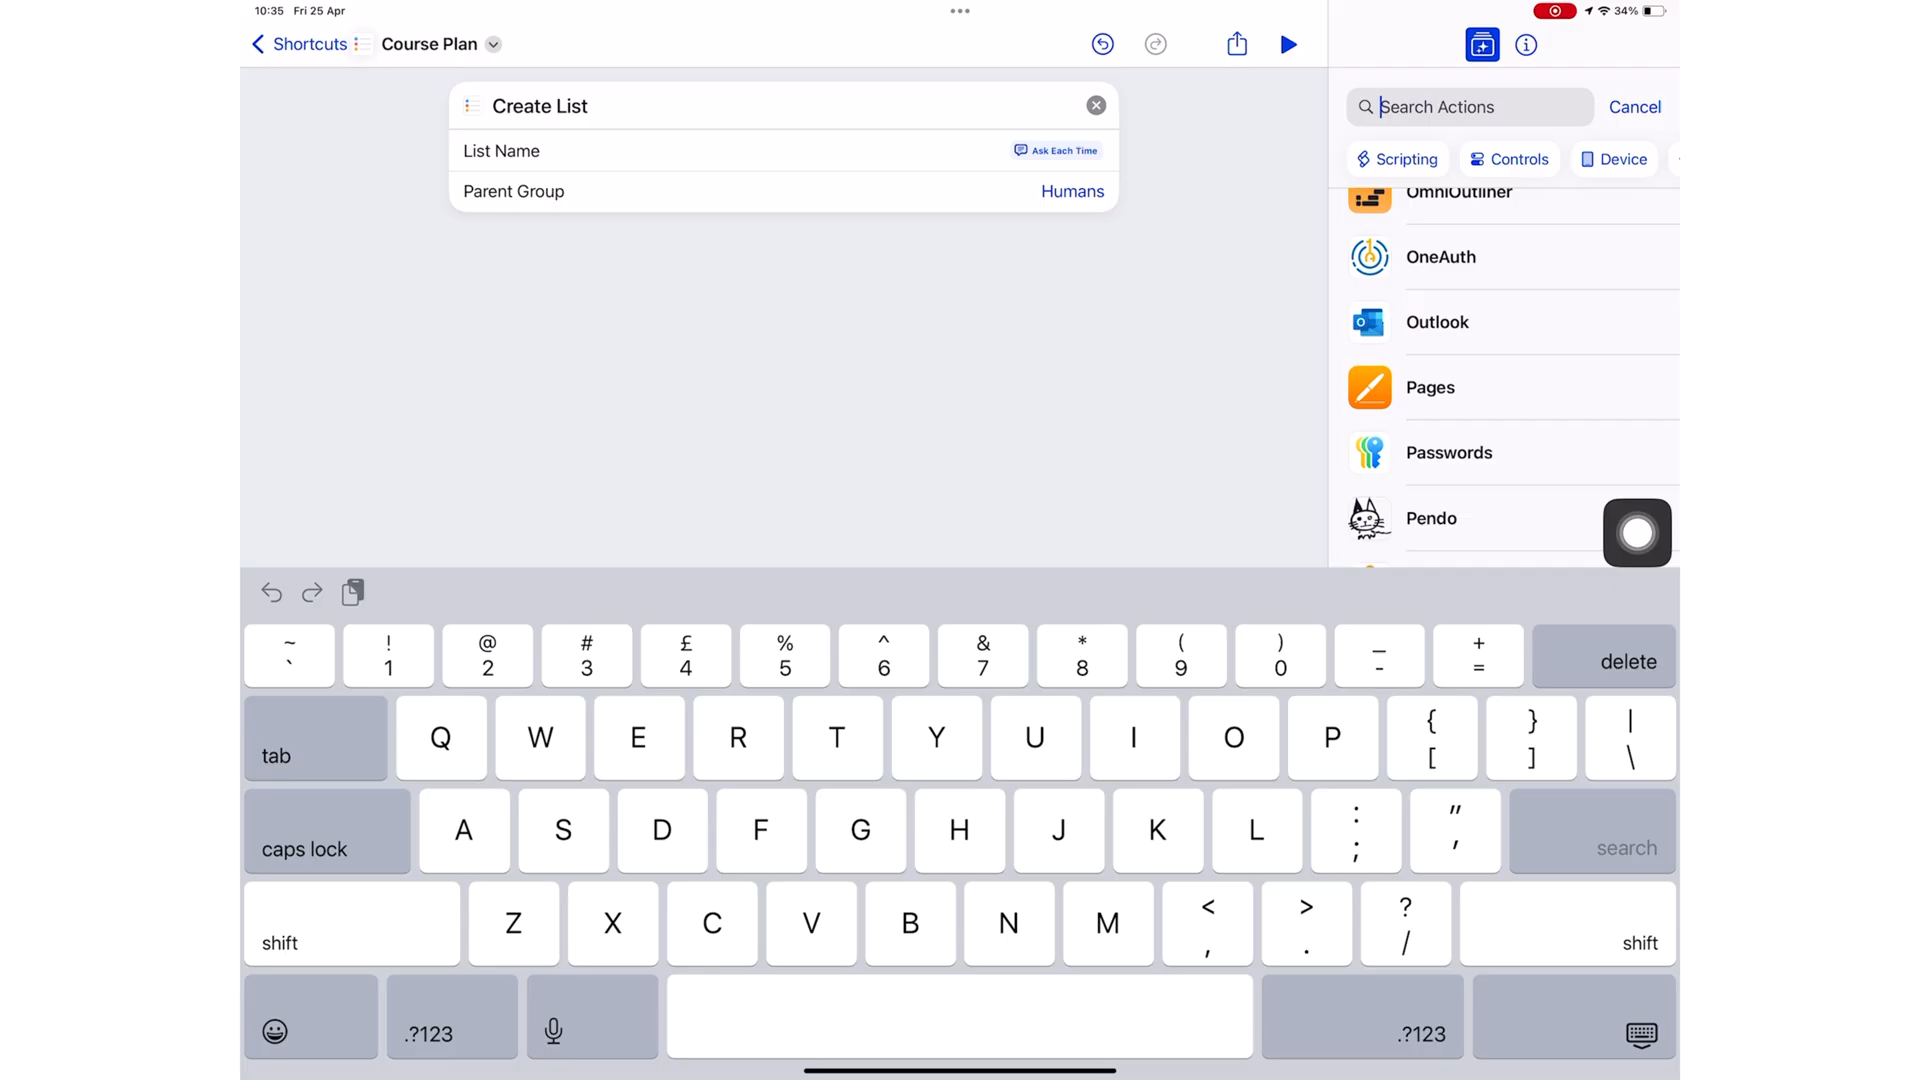 10:35 Fri 25 Apr
34%
Shortcuts
Course Plan
Create List
List Name
Ask Each Time
Parent Group
Humans
Search Actions
Cancel
Scripting
Controls
Device
OmniOutliner
OneAuth
Outlook
Pages
Passwords
Pendo
~ ! @ # £ % ^ & * ( ) _ +
` 1 2 3 4 5 6 7 8 9 0 - = delete
tab Q W E R T Y U I O P { [ } ] | \
caps lock A S D F G H J K L : ; " ' search
shift Z X C V B N M < , > . ? / shift
.?123 .?123